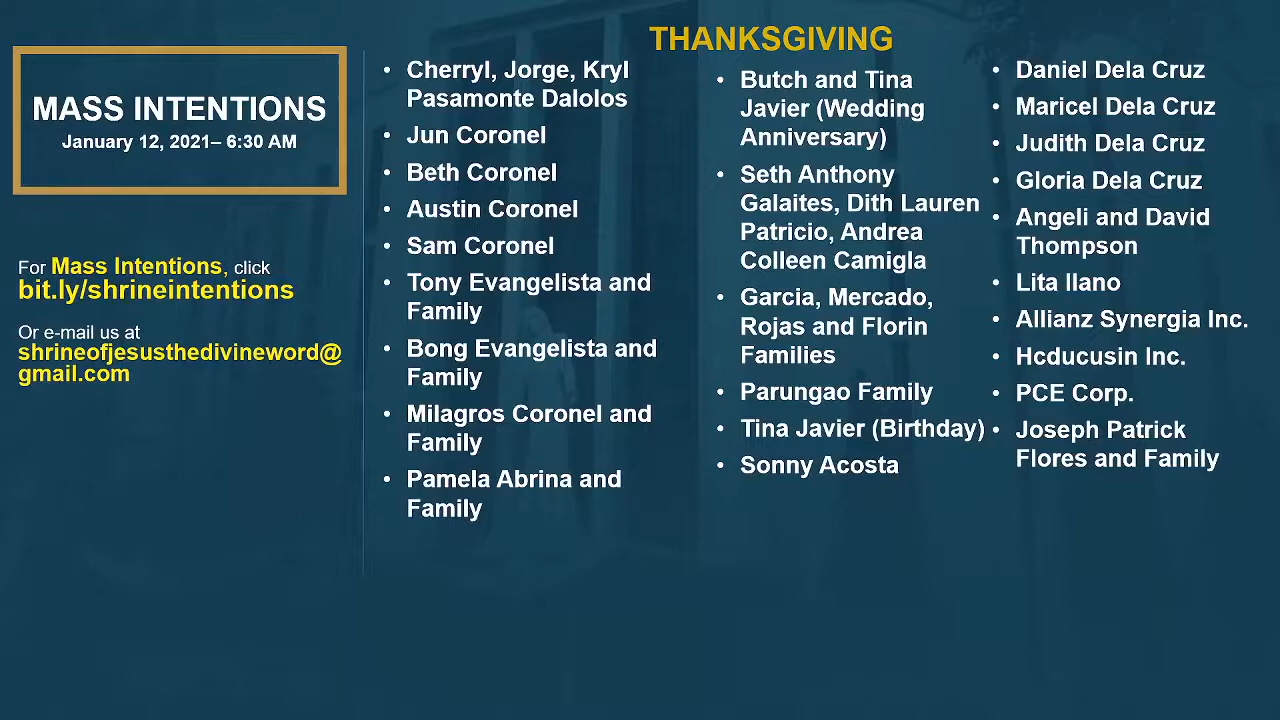 THANKSGIVING
MASS INTENTIONS
January 12, 2021– 6:30 AM
For Mass Intentions, click
bit.ly/shrineintentions
Or e-mail us at
shrineofjesusthedivineword@
gmail.com
• Cherryl, Jorge, Kryl
Pasamonte Dalolos
• Jun Coronel
• Beth Coronel
• Austin Coronel
• Sam Coronel
• Tony Evangelista and
Family
• Bong Evangelista and
Family
• Milagros Coronel and
Family
• Pamela Abrina and
Family
• Butch and Tina
Javier (Wedding
Anniversary)
• Seth Anthony
Galaites, Dith Lauren
Patricio, Andrea
Colleen Camigla
• Garcia, Mercado,
Rojas and Florin
Families
• Parungao Family
• Tina Javier (Birthday)
• Sonny Acosta
• Daniel Dela Cruz
• Maricel Dela Cruz
• Judith Dela Cruz
• Gloria Dela Cruz
• Angeli and David
Thompson
• Lita Ilano
• Allianz Synergia Inc.
• Hcducusin Inc.
• PCE Corp.
• Joseph Patrick
Flores and Family